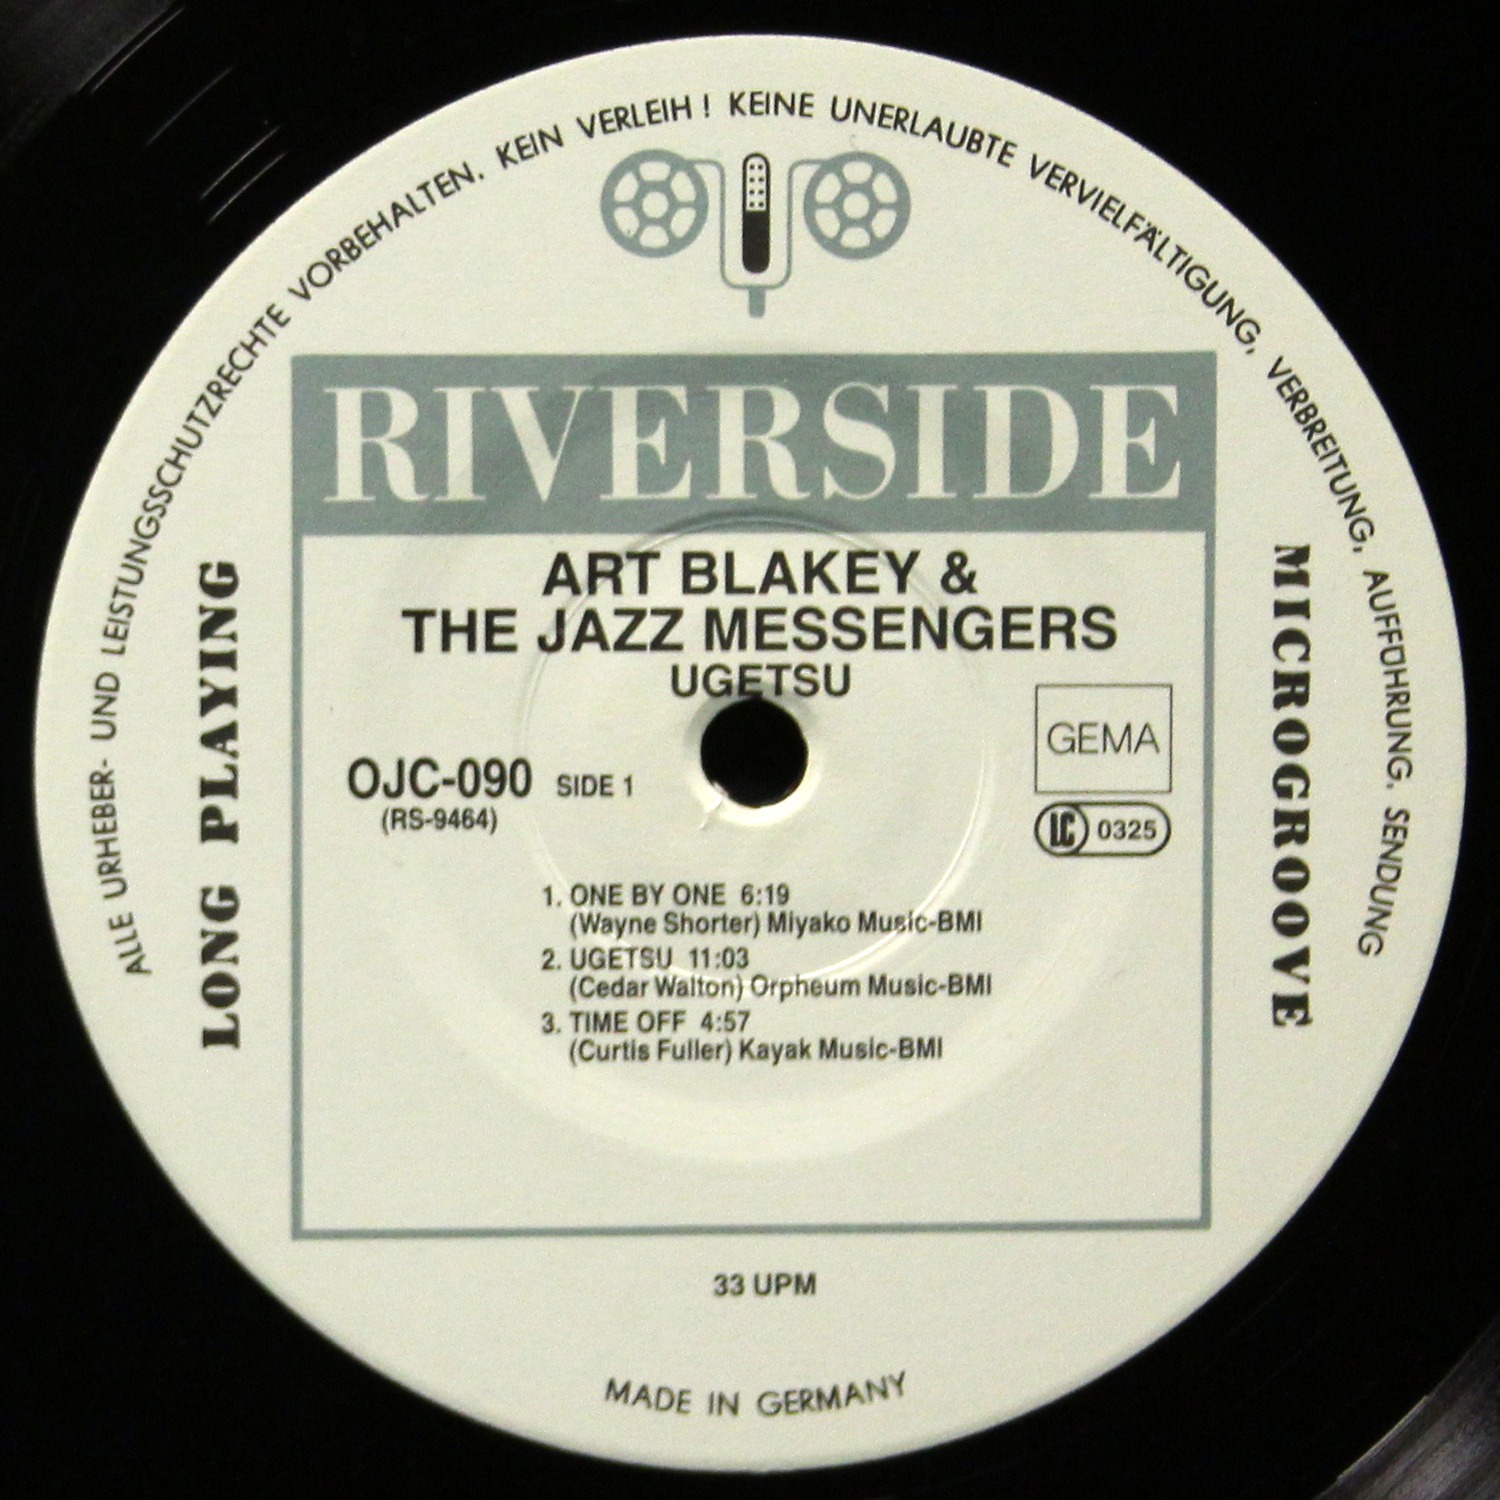 ALLE URHEBER- UND LEISTUNGSSCHUTZRECHTE VORBEHALTEN. KEIN VERLEIH! KEINE UNERLAUBTE VERVIELFÄLTIGUNG, VERBREITUNG, AUFFÜHRUNG, SENDUNG
RIVERSIDE
LONG PLAYING
MICROGROOVE
ART BLAKEY &
THE JAZZ MESSENGERS
UGETSU
GEMA
OJC-090 SIDE 1
(RS-9464)
LC 0325
1. ONE BY ONE 6:19
(Wayne Shorter) Miyako Music-BMI
2. UGETSU 11:03
(Cedar Walton) Orpheum Music-BMI
3. TIME OFF 4:57
(Curtis Fuller) Kayak Music-BMI
33 UPM
MADE IN GERMANY